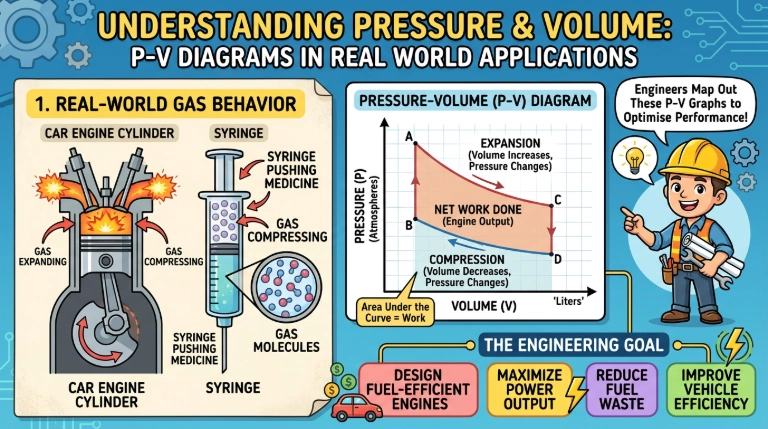 UNDERSTANDING PRESSURE & VOLUME:
P-V DIAGRAMS IN REAL WORLD APPLICATIONS
1. REAL-WORLD GAS BEHAVIOR
CAR ENGINE CYLINDER
SYRINGE
SYRINGE
PUSHING
MEDICINE
GAS
COMPRESSING
GAS
EXPANDING
GAS
COMPRESSING
SYRINGE
PUSHING
MEDICINE
GAS
MOLECULES
CAR ENGINE
CYLINDER
SYRINGE
PRESSURE-VOLUME (P-V) DIAGRAM
PRESSURE (P)
(Atmospheres)
A
EXPANSION
(Volume Increases,
Pressure Changes)
C
NET WORK DONE
(Engine Output)
B
COMPRESSION
(Volume Decreases,
Pressure Changes)
D
Area Under the
Curve = Work
VOLUME (V)
'Liters'
Engineers Map Out
These P-V Graphs to
Optimise Performance!
THE ENGINEERING GOAL
$
$
$
DESIGN
FUEL-EFFICIENT
ENGINES
MAXIMIZE
POWER
OUTPUT
REDUCE
FUEL
WASTE
IMPROVE
VEHICLE
EFFICIENCY